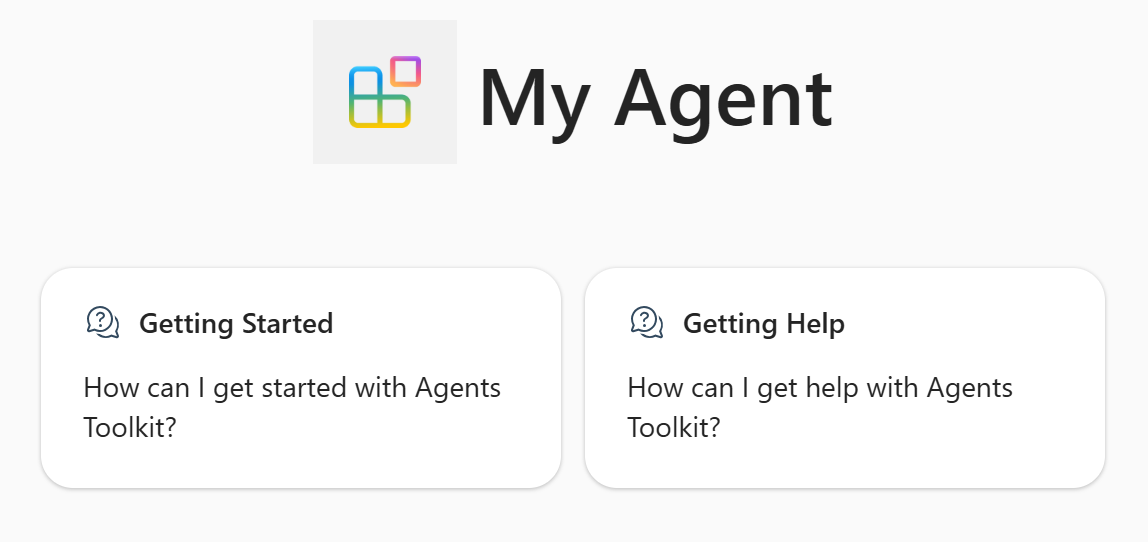 My Agent
Getting Started
How can I get started with Agents
Toolkit?
Getting Help
How can I get help with Agents
Toolkit?